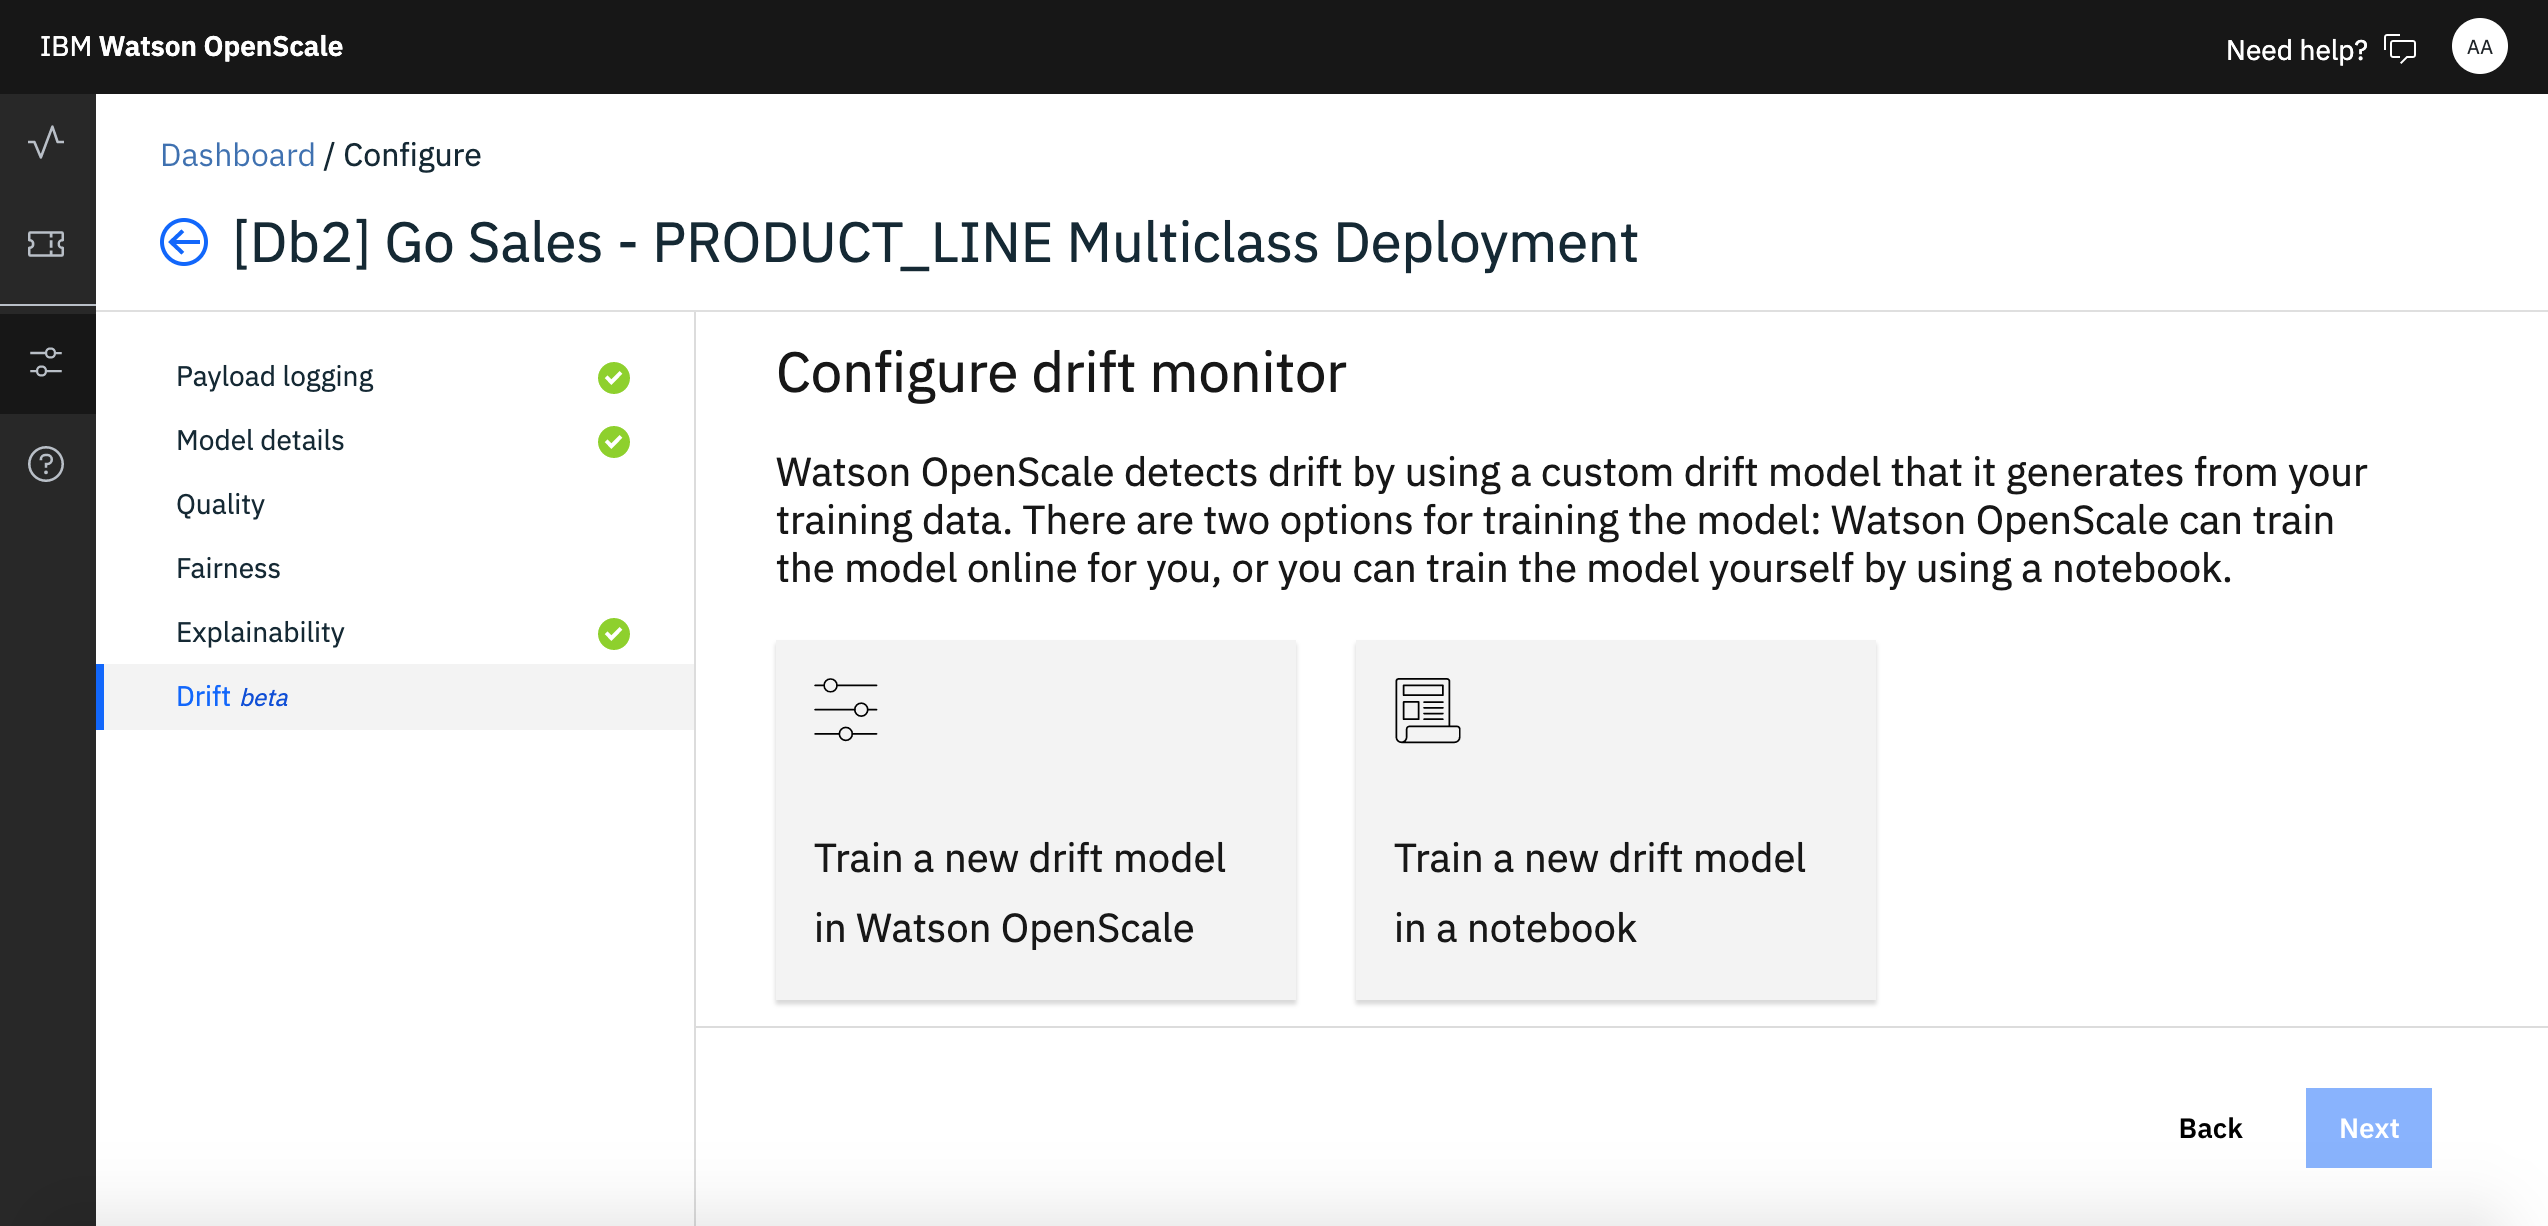 IBM Watson OpenScale
Need help?
AA
Dashboard / Configure
[Db2] Go Sales - PRODUCT_LINE Multiclass Deployment
Payload logging
Model details
Quality
Fairness
Explainability
Drift beta
Configure drift monitor
Watson OpenScale detects drift by using a custom drift model that it generates from your
training data. There are two options for training the model: Watson OpenScale can train
the model online for you, or you can train the model yourself by using a notebook.
Train a new drift model
in Watson OpenScale
Train a new drift model
in a notebook
Back
Next